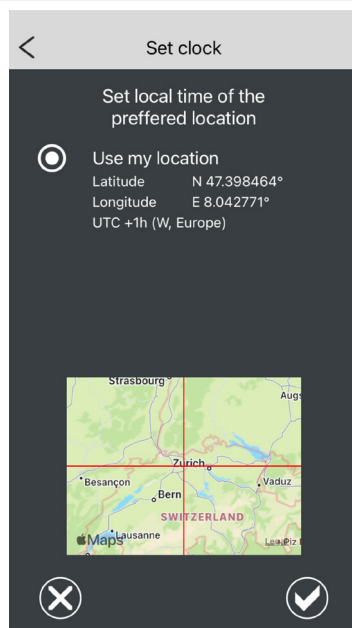 Set clock
Set local time of the
preffered location
Use my location
Latitude N 47.398464°
Longitude E 8.042771°
UTC +1h (W, Europe)
Strasbourg
Augs
Zurich
Besançon
Vaduz
Bern
SWITZERLAND
Maps
Lausanne